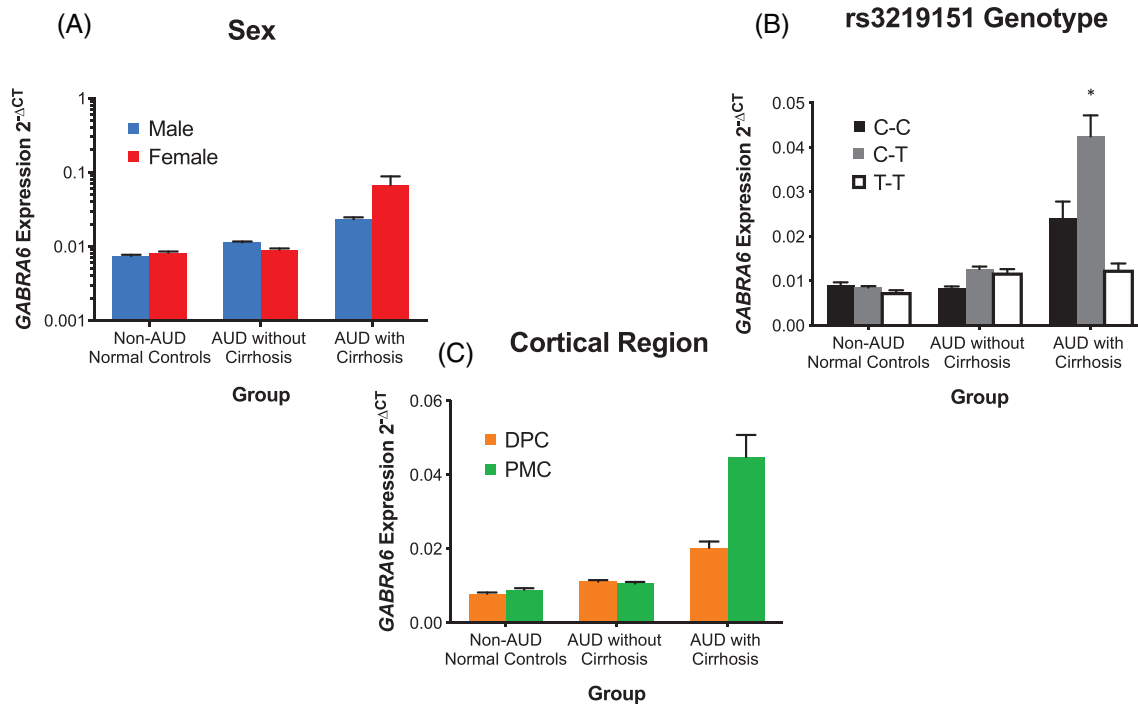 (A)
Sex
GABRA6 Expression 2-ΔCT
1
0.1
0.01
0.001
Male
Female
Non-AUD
Normal Controls
AUD without
Cirrhosis
AUD with
Cirrhosis
Group
(B)
rs3219151 Genotype
GABRA6 Expression 2-ΔCT
0.05
0.04
0.03
0.02
0.01
0.00
C-C
C-T
T-T
*
Non-AUD
Normal Controls
AUD without
Cirrhosis
AUD with
Cirrhosis
Group
(C)
Cortical Region
GABRA6 Expression 2-ΔCT
0.06
0.04
0.02
0.00
DPC
PMC
Non-AUD
Normal Controls
AUD without
Cirrhosis
AUD with
Cirrhosis
Group